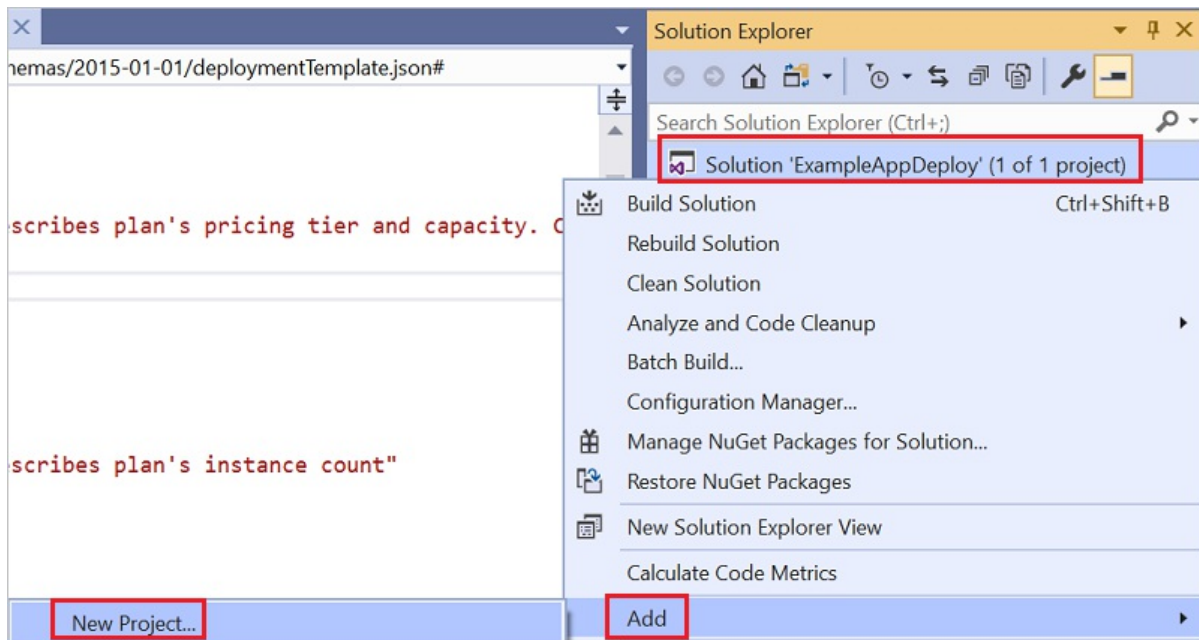 Solution Explorer
hemas/2015-01-01/deploymentTemplate.json#
Search Solution Explorer (Ctrl+;)
Solution 'ExampleAppDeploy' (1 of 1 project)
Build Solution Ctrl+Shift+B
scribes plan's pricing tier and capacity. C
Rebuild Solution
Clean Solution
Analyze and Code Cleanup
Batch Build...
Configuration Manager...
Manage NuGet Packages for Solution...
scribes plan's instance count"
Restore NuGet Packages
New Solution Explorer View
Calculate Code Metrics
Add
New Project...